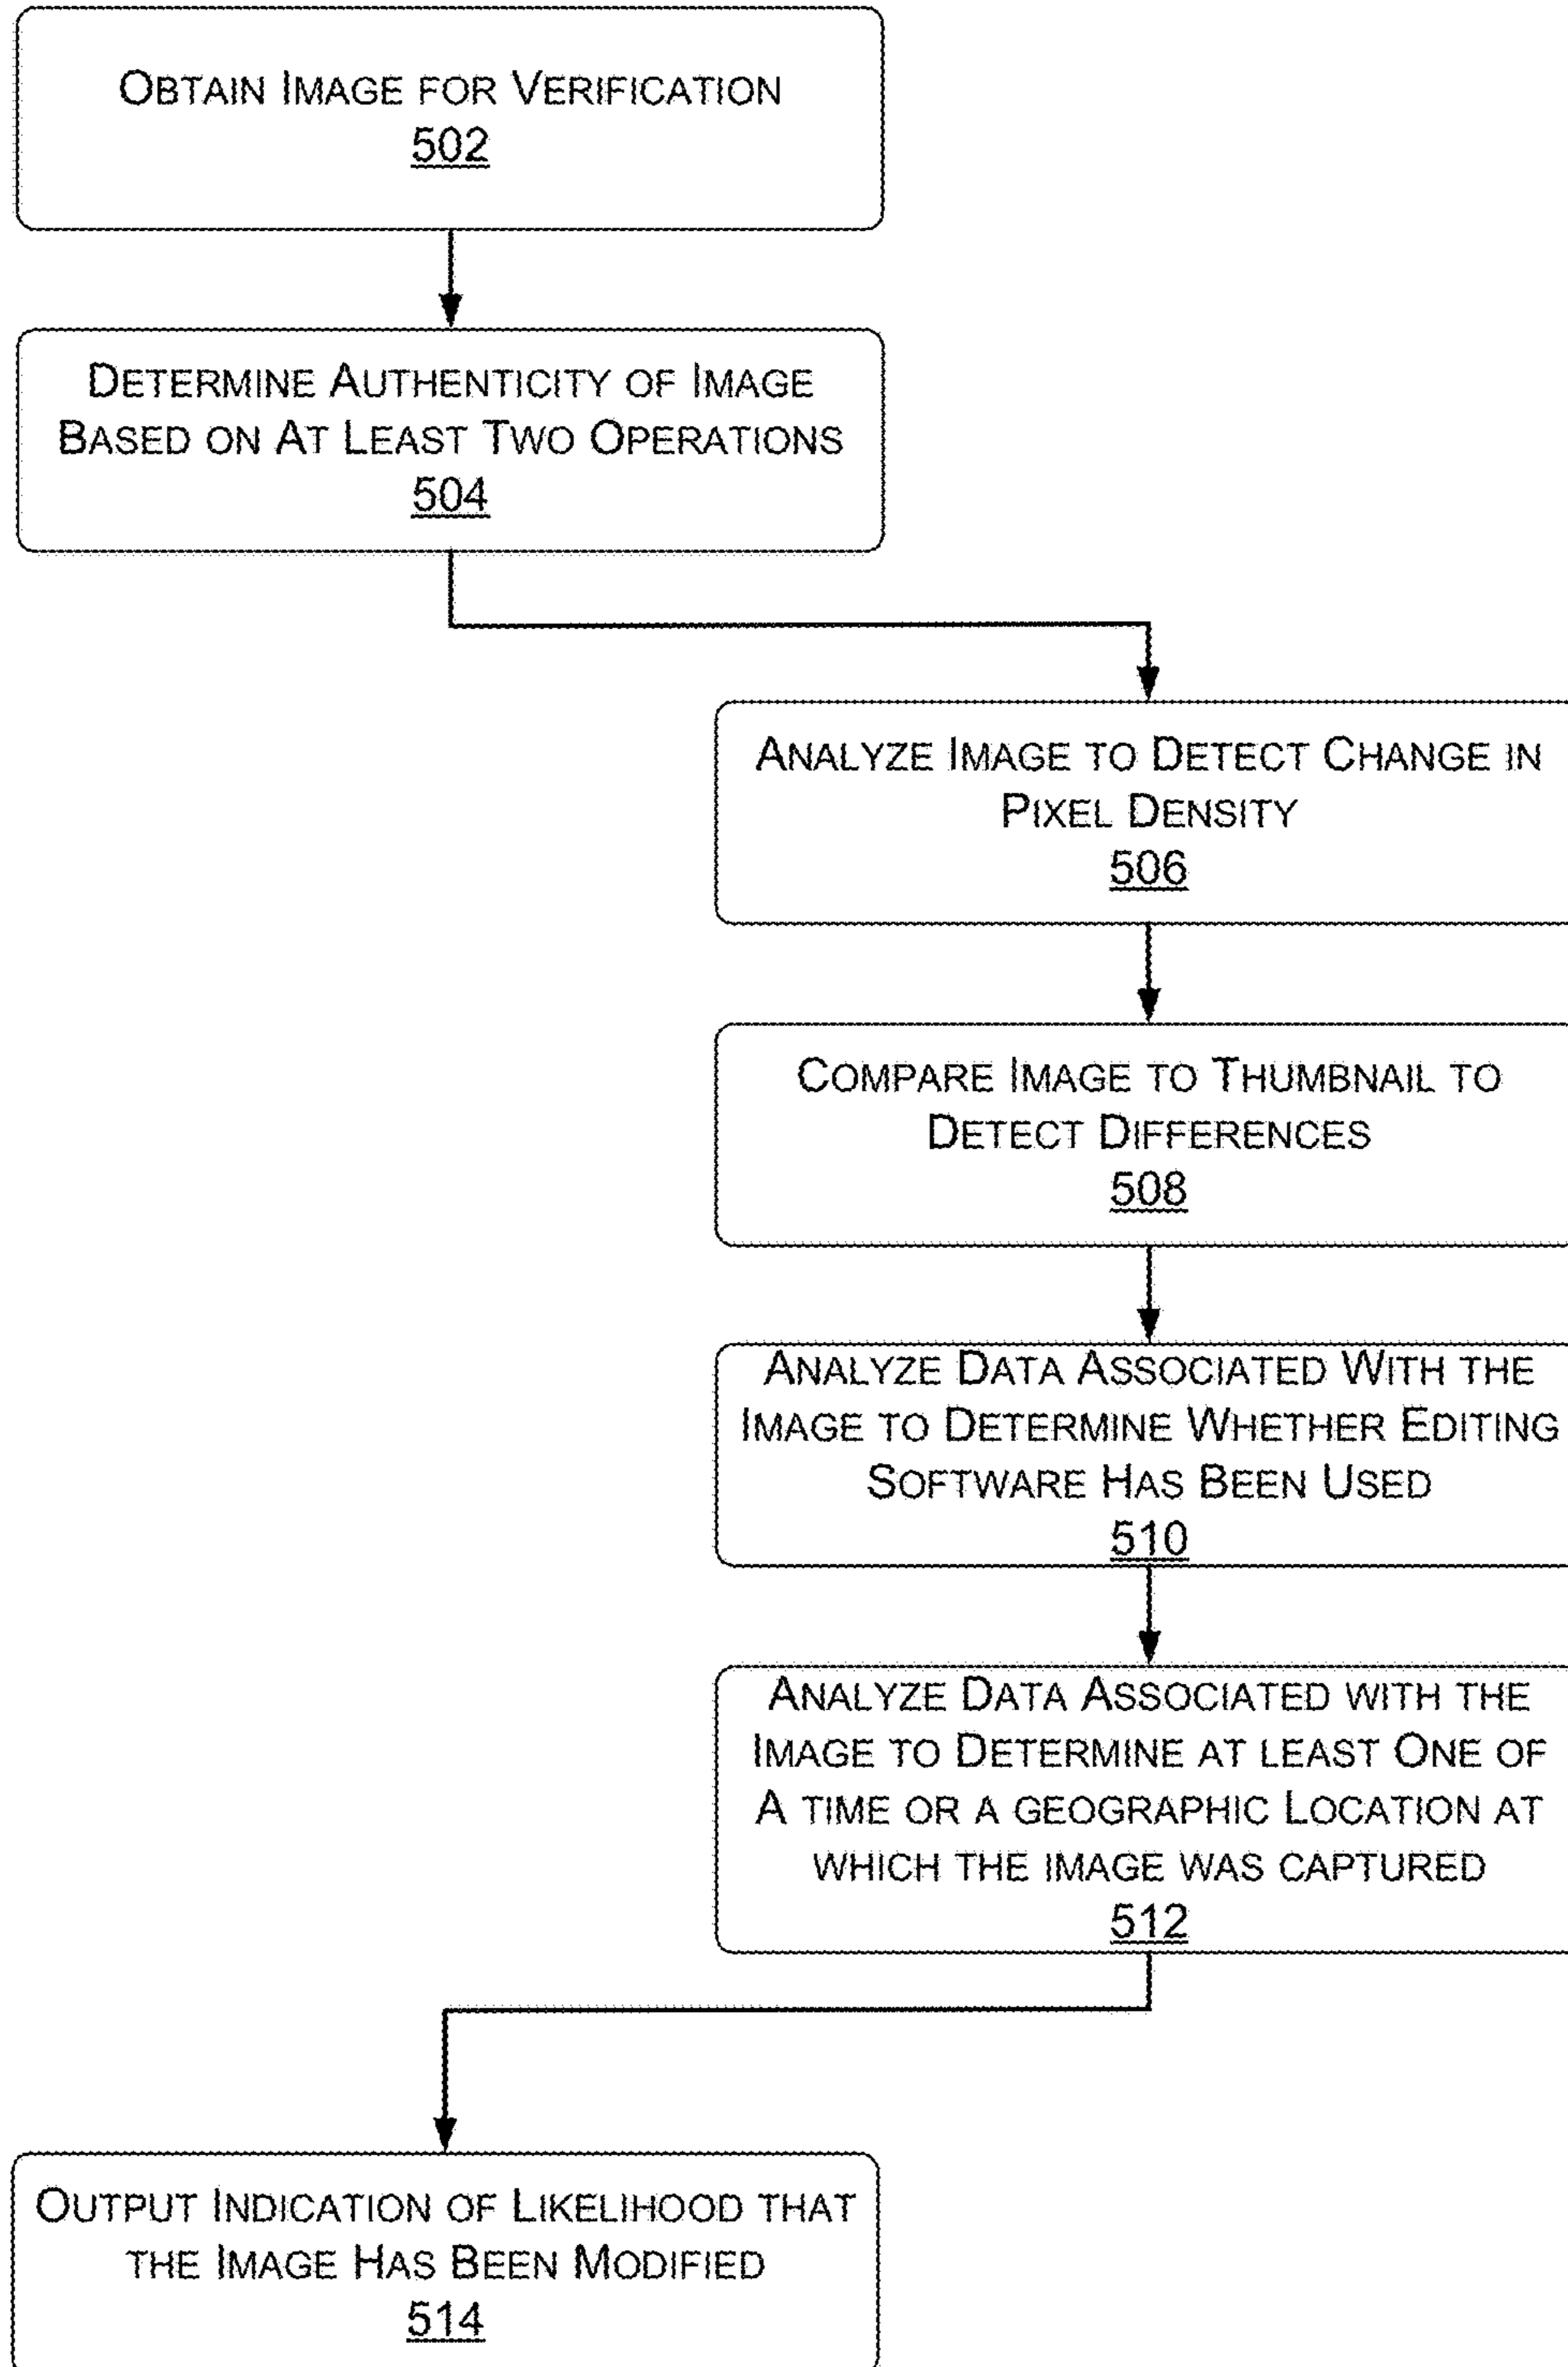 OBTAIN IMAGE FOR VERIFICATION
502
DETERMINE AUTHENTICITY OF IMAGE
BASED ON AT LEAST TWO OPERATIONS
504
ANALYZE IMAGE TO DETECT CHANGE IN
PIXEL DENSITY
506
COMPARE IMAGE TO THUMBNAIL TO
DETECT DIFFERENCES
508
ANALYZE DATA ASSOCIATED WITH THE
IMAGE TO DETERMINE WHETHER EDITING
SOFTWARE HAS BEEN USED
510
ANALYZE DATA ASSOCIATED WITH THE
IMAGE TO DETERMINE AT LEAST ONE OF
A TIME OR A GEOGRAPHIC LOCATION AT
WHICH THE IMAGE WAS CAPTURED
512
OUTPUT INDICATION OF LIKELIHOOD THAT
THE IMAGE HAS BEEN MODIFIED
514